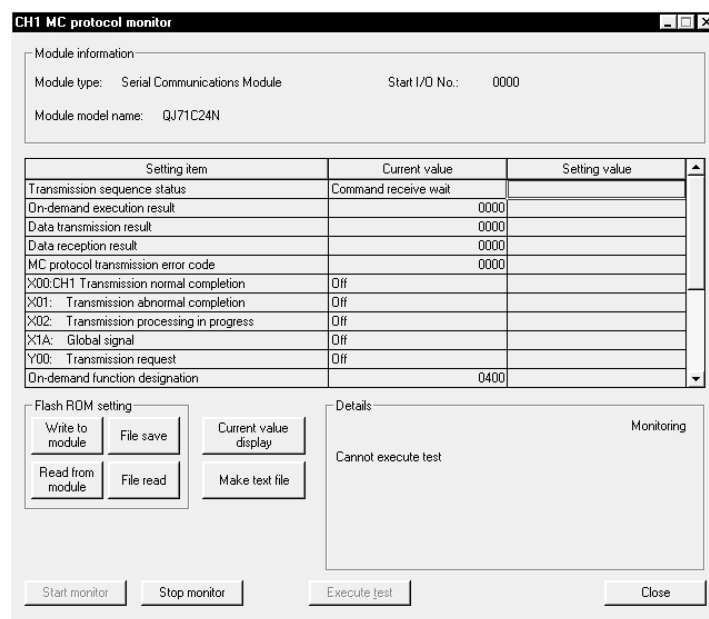 CH1 MC protocol monitor
Module information
Module type: Serial Communications Module Start I/O No.: 0000
Module model name: QJ71C24N
Setting item Current value Setting value
Transmission sequence status Command receive wait
On-demand execution result 0000
Data transmission result 0000
Data reception result 0000
MC protocol transmission error code 0000
X00:CH1 Transmission normal completion Off
X01: Transmission abnormal completion Off
X02: Transmission processing in progress Off
X1A: Global signal Off
Y00: Transmission request Off
On-demand function designation 0400
Flash ROM setting
Write to module
File save
Read from module
File read
Current value display
Make text file
Details
Monitoring
Cannot execute test
Start monitor Stop monitor Execute test Close